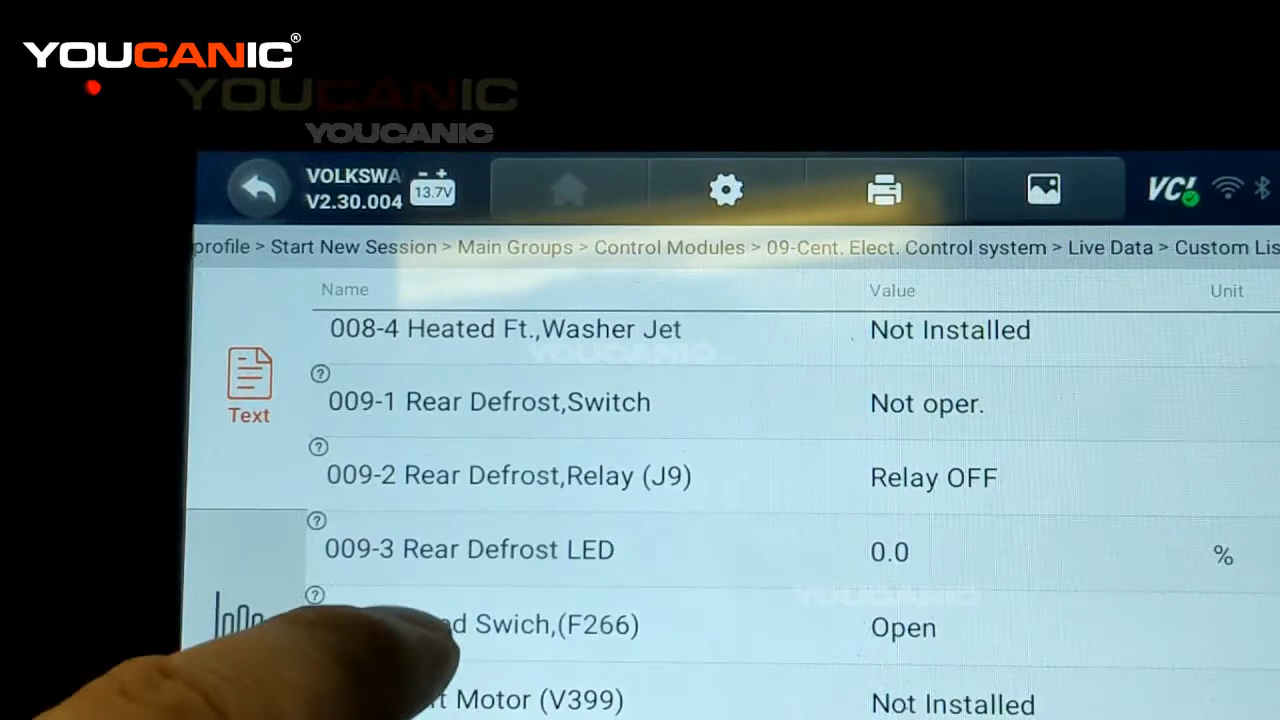 YOUCANIC®
YOUCANIC
YOUCANIC
VOLKSWA
V2.30.004
- +
13.7V
VCI
profile > Start New Session > Main Groups > Control Modules > 09-Cent. Elect. Control system > Live Data > Custom Lis
Name Value Unit
008-4 Heated Ft.,Washer Jet Not Installed
YOUCANIC
Text
? 009-1 Rear Defrost,Switch Not oper.
? 009-2 Rear Defrost,Relay (J9) Relay OFF
? 009-3 Rear Defrost LED 0.0 %
YOUCANIC
? d Swich,(F266) Open
t Motor (V399) Not Installed